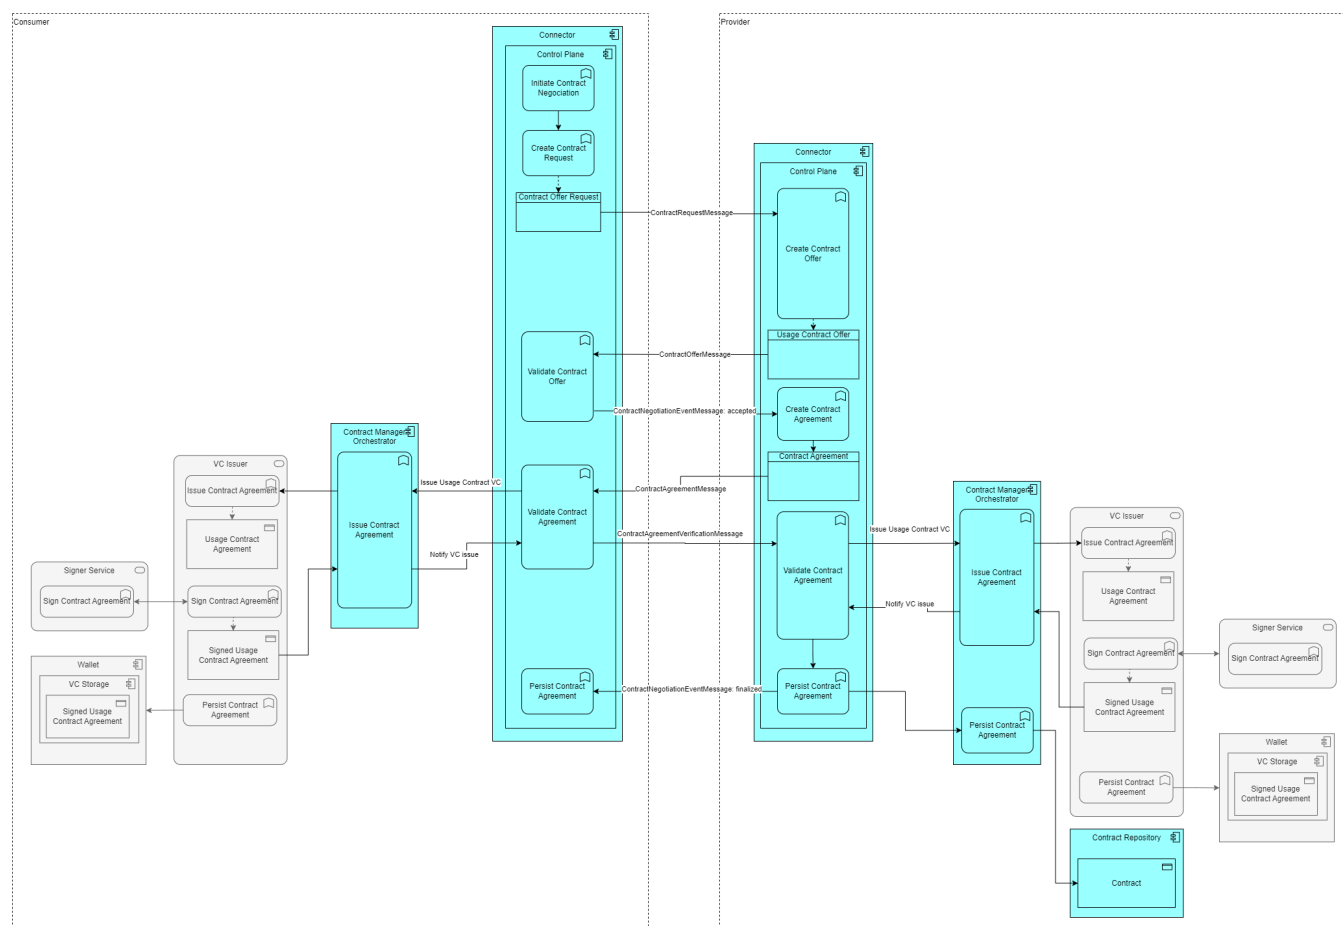 Consumer
Provider
Connector
Control Plane
Initiate Contract
Negociation
Create Contract
Request
Contract Offer Request
ContractRequestMessage
Connector
Control Plane
Create Contract
Offer
Usage Contract Offer
ContractOfferMessage
Validate Contract
Offer
ContractNegotiationEventMessage: accepted
Create Contract
Agreement
Contract Agreement
ContractAgreementMessage
Validate Contract
Agreement
Issue Usage Contract VC
Notify VC issue
ContractAgreementVerificationMessage
Validate Contract
Agreement
Issue Usage Contract VC
Notify VC issue
Persist Contract
Agreement
ContractNegotiationEventMessage: finalized
Persist Contract
Agreement
Contract Manager
Orchestrator
Issue Contract
Agreement
VC Issuer
Issue Contract Agreement
Usage Contract
Agreement
Sign Contract Agreement
Signed Usage
Contract Agreement
Persist Contract
Agreement
Signer Service
Sign Contract Agreement
Wallet
VC Storage
Signed Usage
Contract Agreement
Contract Manager
Orchestrator
Issue Contract
Agreement
Persist Contract
Agreement
VC Issuer
Issue Contract Agreement
Usage Contract
Agreement
Sign Contract Agreement
Signed Usage
Contract Agreement
Persist Contract
Agreement
Signer Service
Sign Contract Agreement
Wallet
VC Storage
Signed Usage
Contract Agreement
Contract Repository
Contract